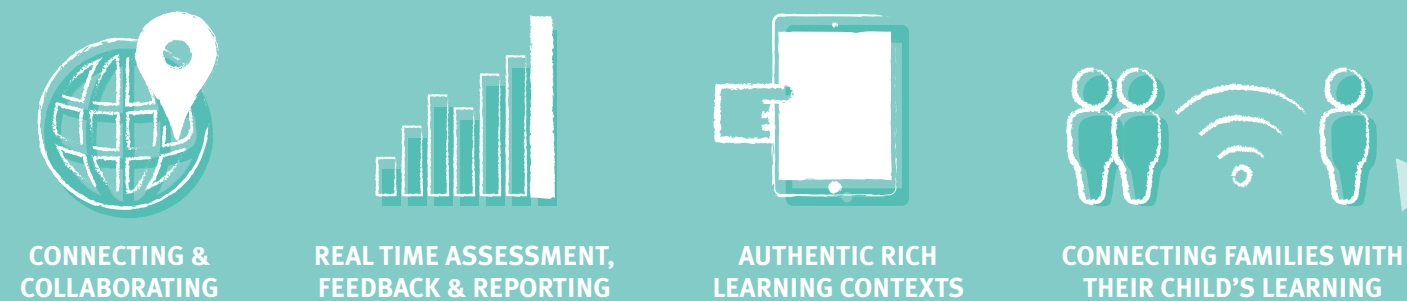 CONNECTING &
COLLABORATING
REAL TIME ASSESSMENT,
FEEDBACK & REPORTING
AUTHENTIC RICH
LEARNING CONTEXTS
CONNECTING FAMILIES WITH
THEIR CHILD'S LEARNING